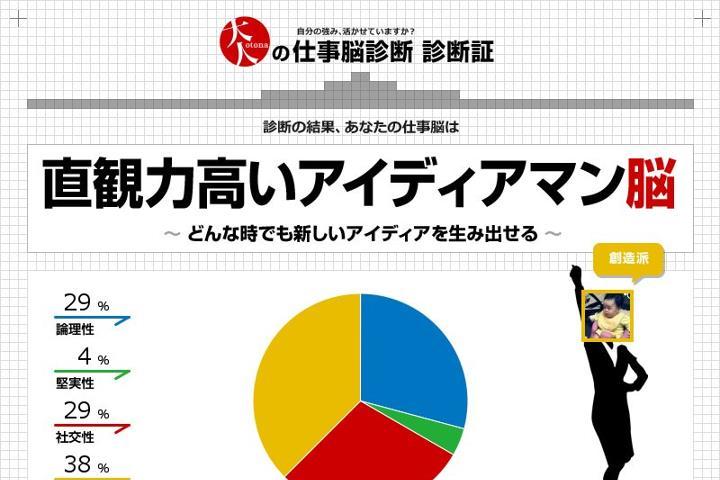 自分の強み、活かせていますか?
大人
otona
の仕事脳診断 診断証
診断の結果、あなたの仕事脳は
直観力高いアイディアマン脳
～ どんな時でも新しいアイディアを生み出せる ～
創造派
29 %
論理性
4 %
堅実性
29 %
社交性
38 %